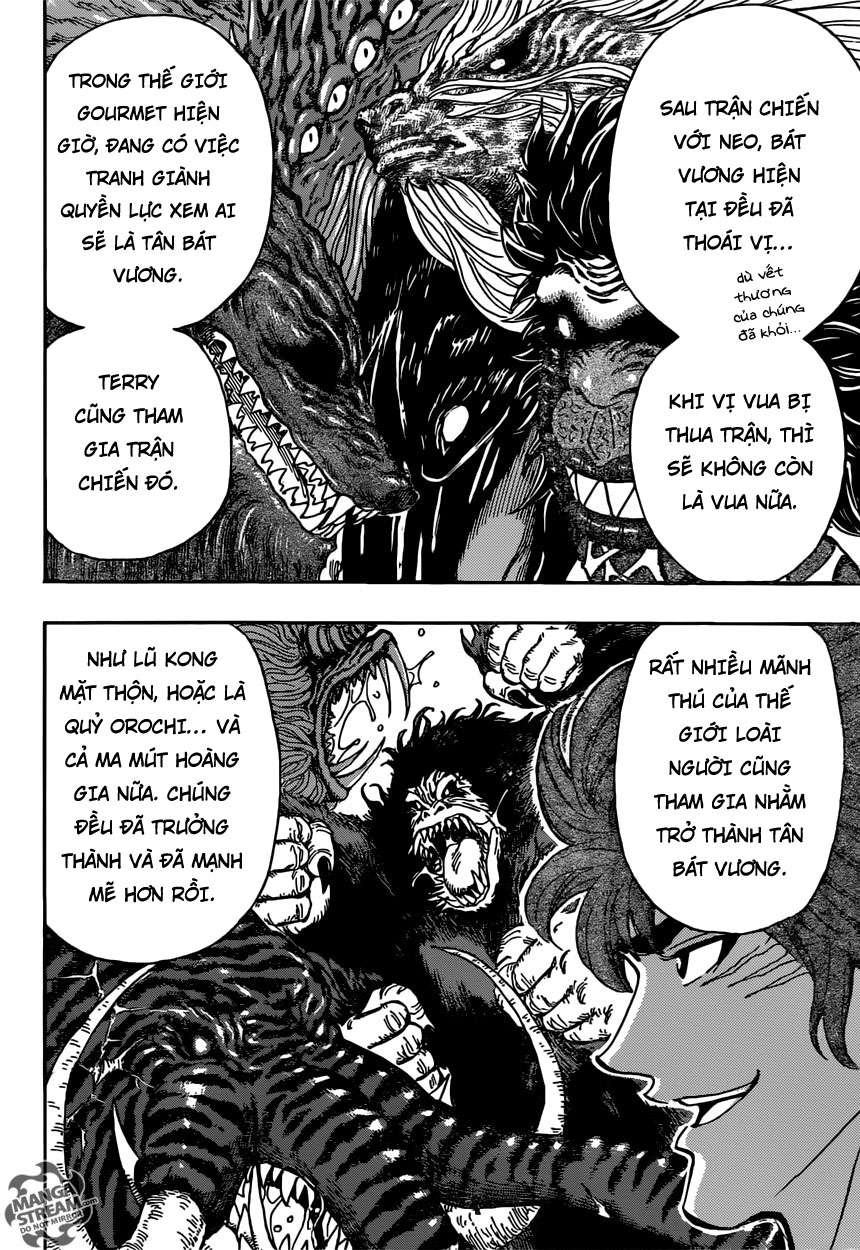 SAU TRẬN CHIẾN
VỚI NEO, BÁT
VƯƠNG HIỆN
TẠI ĐỀU ĐÃ
THOÁI VỊ...
dù vết
thương
của chúng
đã khỏi...
KHI VỊ VUA BỊ
THUA TRẬN, THÌ
SẼ KHÔNG CÒN
LÀ VUA NỮA.
TRONG THẾ GIỚI
GOURMET HIỆN
GIỜ, ĐANG CÓ VIỆC
TRANH GIÀNH
QUYỀN LỰC XEM AI
SẼ LÀ TÂN BÁT
VƯƠNG.
TERRY
CŨNG THAM
GIA TRẬN
CHIẾN ĐÓ.
RẤT NHIỀU MÃNH
THÚ CỦA THẾ
GIỚI LOÀI
NGƯỜI CŨNG
THAM GIA NHẰM
TRỞ THÀNH TÂN
BÁT VƯƠNG.
NHƯ LŨ KONG
MẶT THỘN, HOẶC LÀ
QUỶ OROCHI... VÀ
CẢ MA MÚT HOÀNG
GIA NỮA. CHÚNG
ĐỀU ĐÃ TRƯỞNG
THÀNH VÀ ĐÃ MẠNH
MẼ HƠN RỒI.
MANGA
STREAM.com
DO NOT MIRROR!